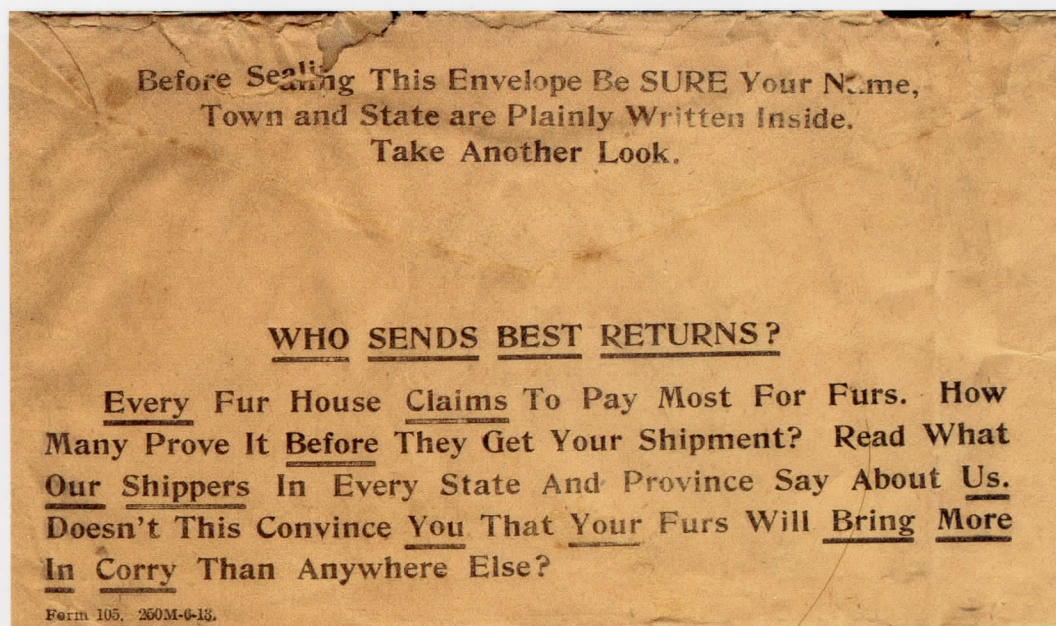 Before Sealing This Envelope Be SURE Your Name,
Town and State are Plainly Written Inside.
Take Another Look.
WHO SENDS BEST RETURNS?
Every Fur House Claims To Pay Most For Furs. How
Many Prove It Before They Get Your Shipment? Read What
Our Shippers In Every State And Province Say About Us.
Doesn't This Convince You That Your Furs Will Bring More
In Corry Than Anywhere Else?
Form 105. 250M-6-13.